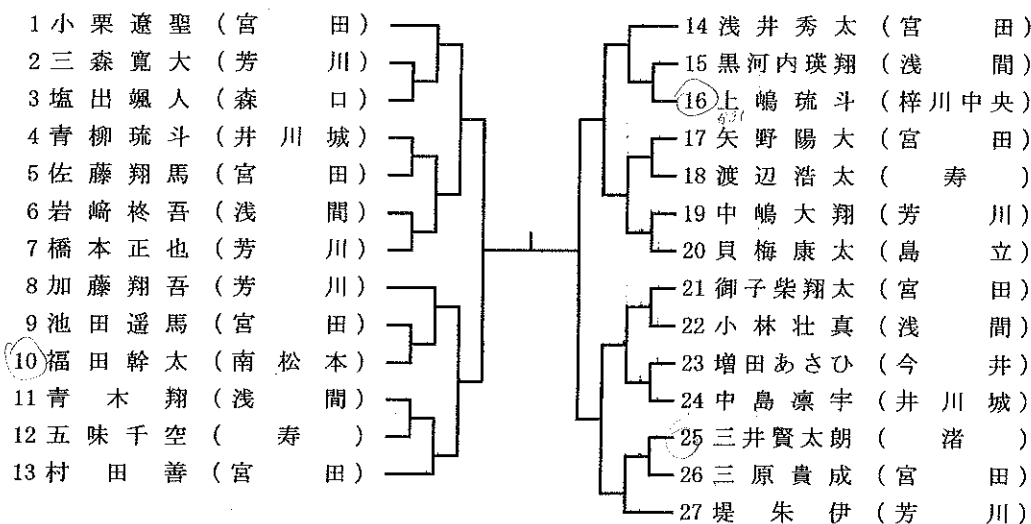 1 小栗遼聖 (宮田)
2 三森寛大 (芳川)
3 塩出颯人 (森口)
4 青柳琉斗 (井川城)
5 佐藤翔馬 (宮田)
6 岩﨑柊吾 (浅間)
7 橋本正也 (芳川)
8 加藤翔吾 (芳川)
9 池田遥馬 (宮田)
10 福田幹太 (南松本)
11 青木翔 (浅間)
12 五味千空 (寿)
13 村田善 (宮田)
14 浅井秀太 (宮田)
15 黒河内瑛翔 (浅間)
16 上嶋琉斗 (梓川中央)
17 矢野陽大 (宮田)
18 渡辺浩太 (寿)
19 中嶋大翔 (芳川)
20 貝梅康太 (島立)
21 御子柴翔太 (宮田)
22 小林壮真 (浅間)
23 増田あさひ (今井)
24 中島凛宇 (井川城)
25 三井賢太朗 (渚)
26 三原貴成 (宮田)
27 堤朱伊 (芳川)